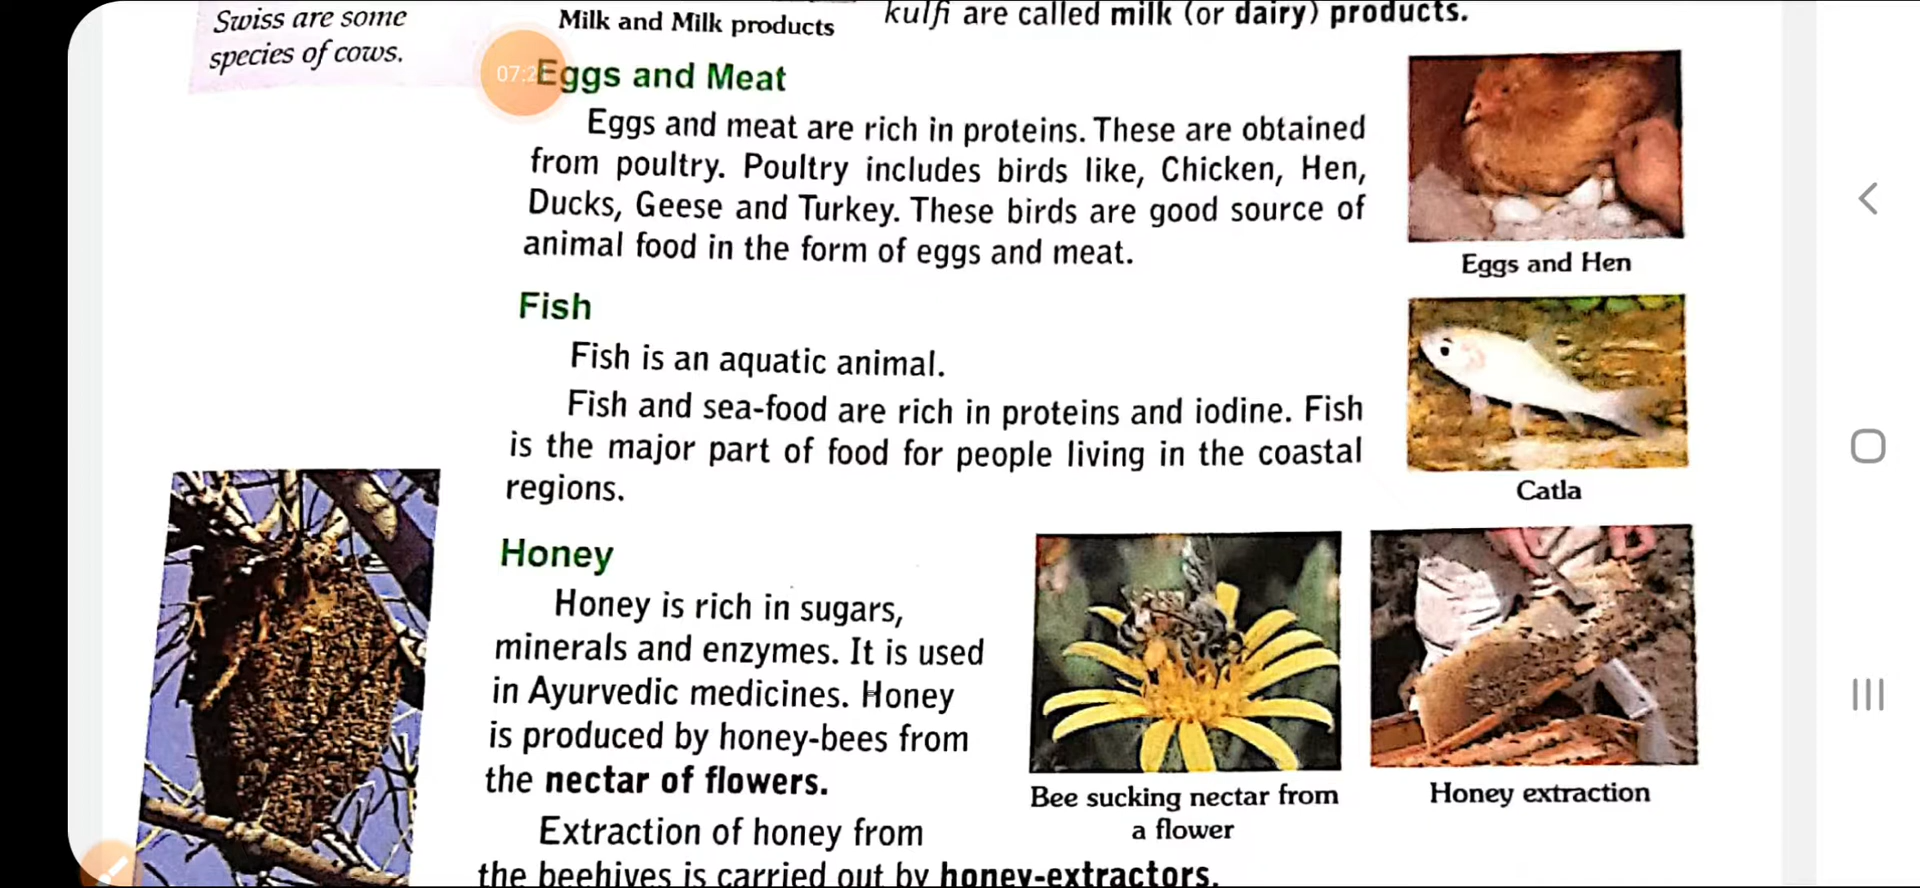 Swiss are some
species of cows.
Milk and Milk products
kulfi are called milk (or dairy) products.
Eggs and Meat
Eggs and meat are rich in proteins. These are obtained
from poultry. Poultry includes birds like, Chicken, Hen,
Ducks, Geese and Turkey. These birds are good source of
animal food in the form of eggs and meat.
Eggs and Hen
Fish
Fish is an aquatic animal.
Fish and sea-food are rich in proteins and iodine. Fish
is the major part of food for people living in the coastal
regions.
Catla
Honey
Honey is rich in sugars,
minerals and enzymes. It is used
in Ayurvedic medicines. Honey
is produced by honey-bees from
the nectar of flowers.
Bee sucking nectar from
a flower
Honey extraction
Extraction of honey from
the beehives is carried out by honey-extractors.